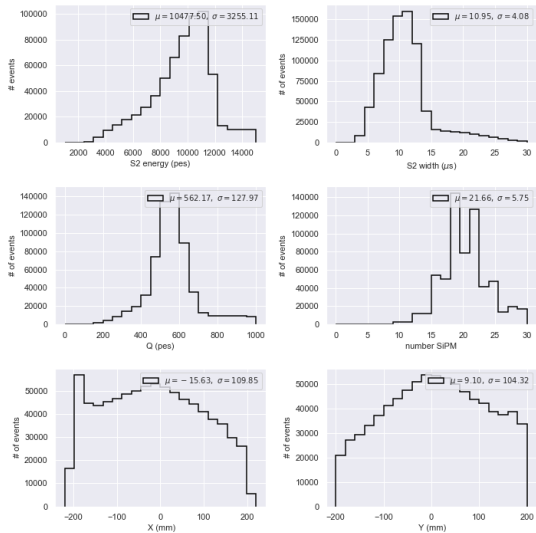 μ = 10477.50, σ = 3255.11
# of events
100000
80000
60000
40000
20000
0
2000 4000 6000 8000 10000 12000 14000
S2 energy (pes)
μ = 10.95, σ = 4.08
# of events
150000
125000
100000
75000
50000
25000
0
0 5 10 15 20 25 30
S2 width (μs)
μ = 562.17, σ = 127.97
# of events
140000
120000
100000
80000
60000
40000
20000
0
0 200 400 600 800 1000
Q (pes)
μ = 21.66, σ = 5.75
# of events
140000
120000
100000
80000
60000
40000
20000
0
0 5 10 15 20 25 30
number SiPM
μ = −15.63, σ = 109.85
# of events
50000
40000
30000
20000
10000
0
−200 −100 0 100 200
X (mm)
μ = 9.10, σ = 104.32
# of events
50000
40000
30000
20000
10000
0
−200 −100 0 100 200
Y (mm)